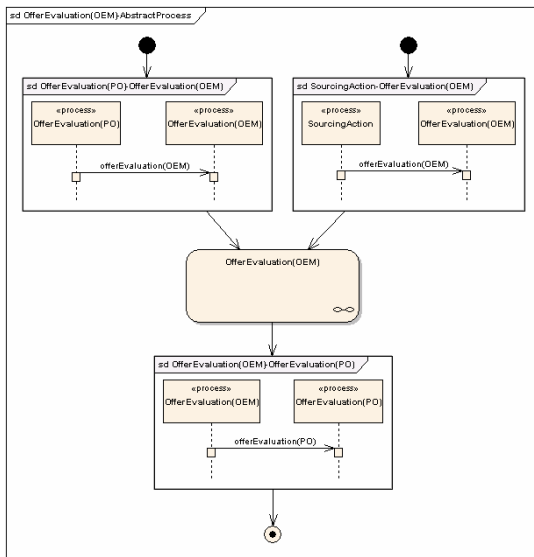 sd OfferEvaluation(OEM)-AbstractProcess
sd OfferEvaluation(PO)-OfferEvaluation(OEM)
«process»
OfferEvaluation(PO)
«process»
OfferEvaluation(OEM)
offerEvaluation(OEM)
sd SourcingAction-OfferEvaluation(OEM)
«process»
SourcingAction
«process»
OfferEvaluation(OEM)
offerEvaluation(OEM)
OfferEvaluation(OEM)
sd OfferEvaluation(OEM)-OfferEvaluation(PO)
«process»
OfferEvaluation(OEM)
«process»
OfferEvaluation(PO)
offerEvaluation(PO)